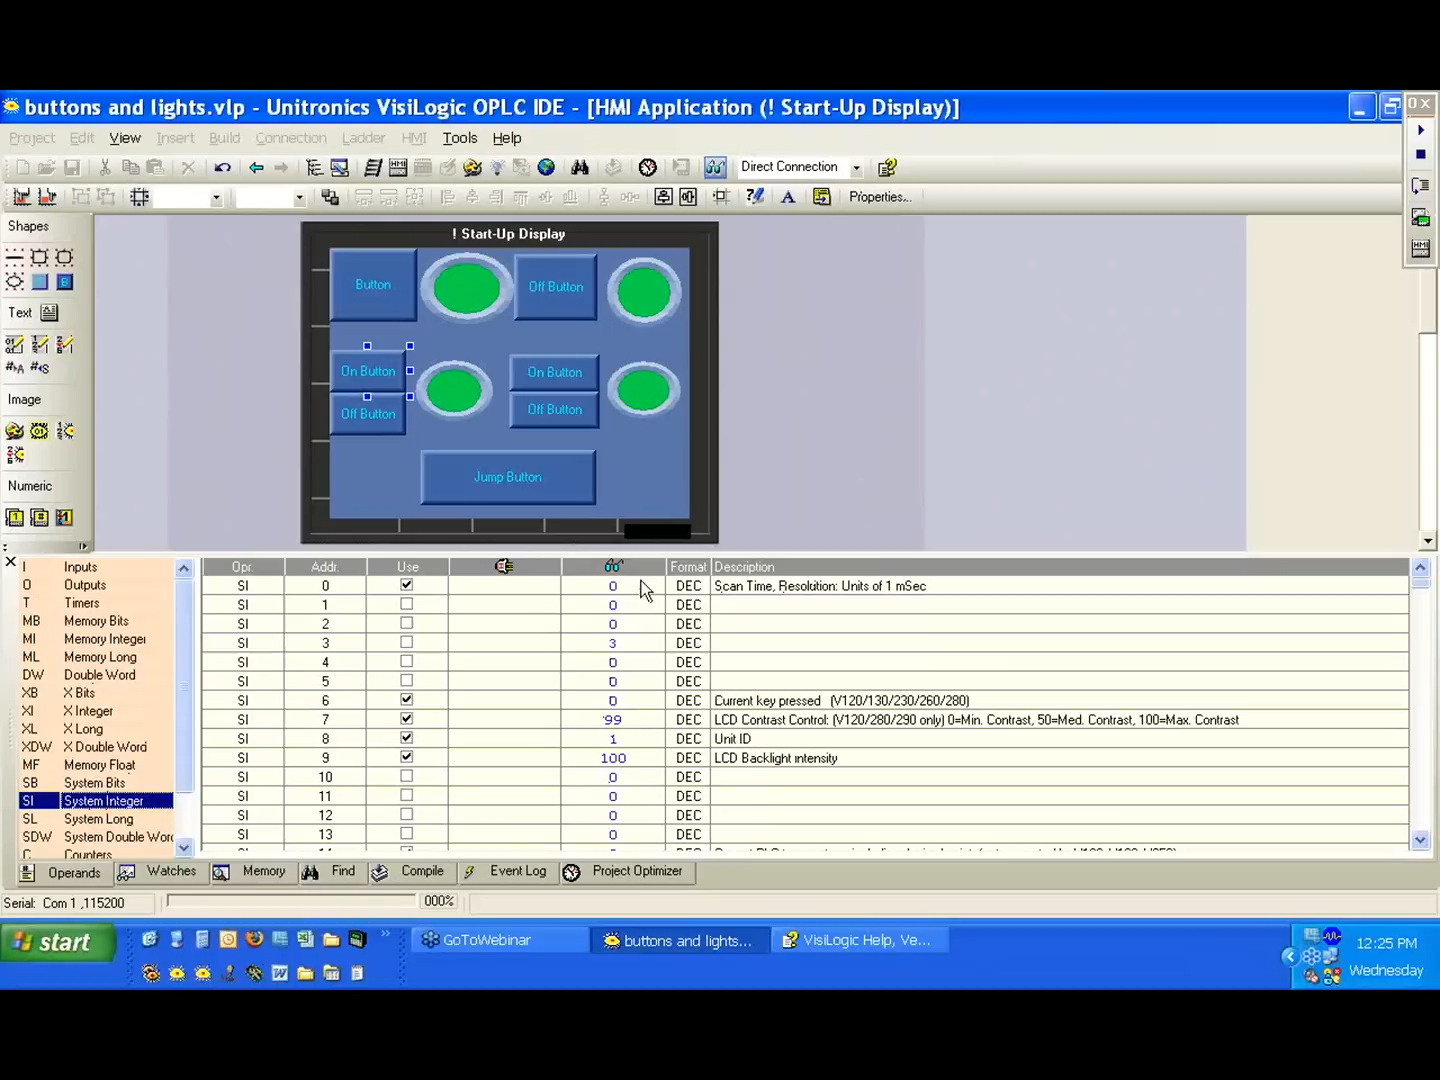 buttons and lights.vlp - Unitronics VisiLogic OPLC IDE - [HMI Application (! Start-Up Display)]
Project Edit View Insert Build Connection Ladder HMI Tools Help
Direct Connection
Properties...
Shapes
Text
Image
Numeric
! Start-Up Display
Button Off Button
On Button On Button
Off Button Off Button
Jump Button
I Inputs
O Outputs
T Timers
MB Memory Bits
MI Memory Integer
ML Memory Long
DW Double Word
XB X Bits
XI X Integer
XL X Long
XDW X Double Word
MF Memory Float
SB System Bits
SI System Integer
SL System Long
SDW System Double Word
C Counters
Opr. Addr. Use Format Description
SI 0 0 DEC Scan Time, Resolution: Units of 1 mSec
SI 1 0 DEC
SI 2 0 DEC
SI 3 3 DEC
SI 4 0 DEC
SI 5 0 DEC
SI 6 0 DEC Current key pressed (V120/130/230/260/280)
SI 7 99 DEC LCD Contrast Control: (V120/280/290 only) 0=Min. Contrast, 50=Med. Contrast, 100=Max. Contrast
SI 8 1 DEC Unit ID
SI 9 100 DEC LCD Backlight intensity
SI 10 0 DEC
SI 11 0 DEC
SI 12 0 DEC
SI 13 0 DEC
Operands Watches Memory Find Compile Event Log Project Optimizer
Serial: Com 1 ,115200 000%
start GoToWebinar buttons and lights... VisiLogic Help, Ve...
12:25 PM
Wednesday